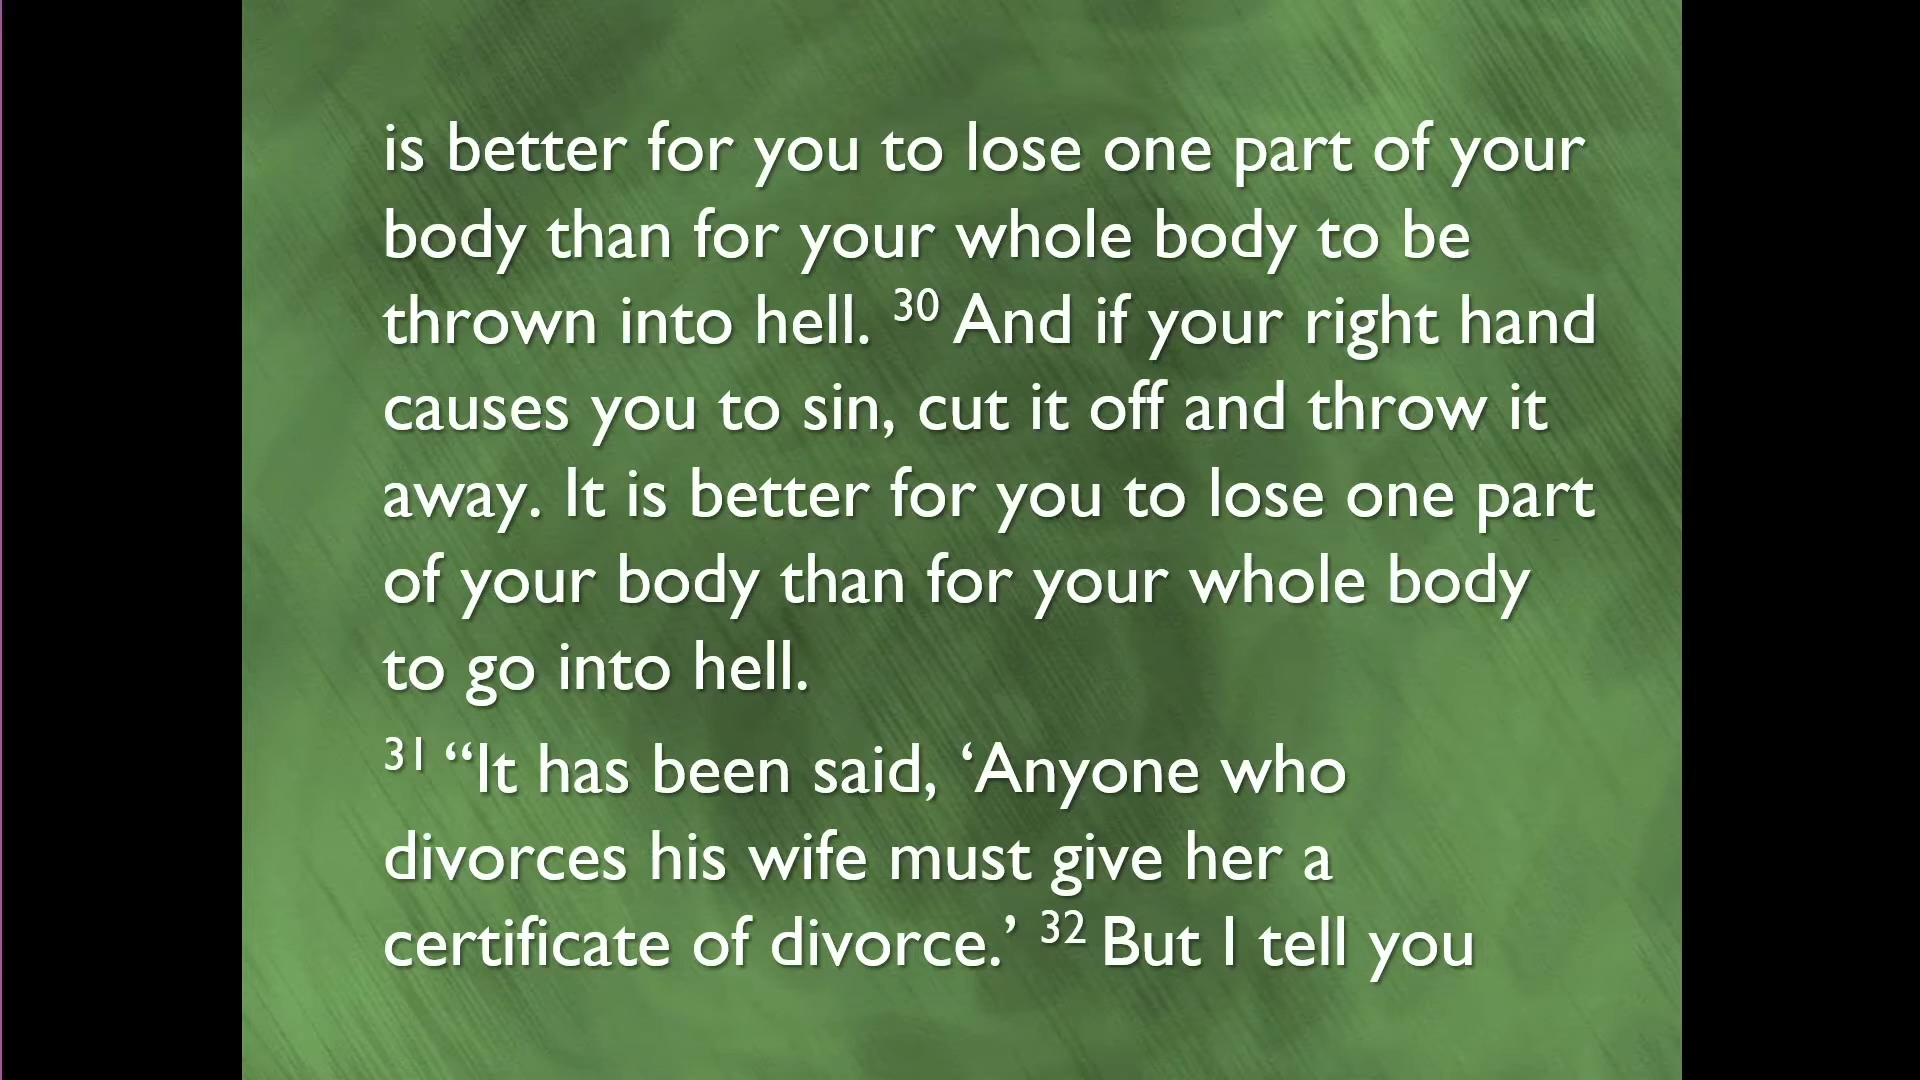 is better for you to lose one part of your
body than for your whole body to be
thrown into hell. 30 And if your right hand
causes you to sin, cut it off and throw it
away. It is better for you to lose one part
of your body than for your whole body
to go into hell.
31 “It has been said, ‘Anyone who
divorces his wife must give her a
certificate of divorce.’ 32 But I tell you